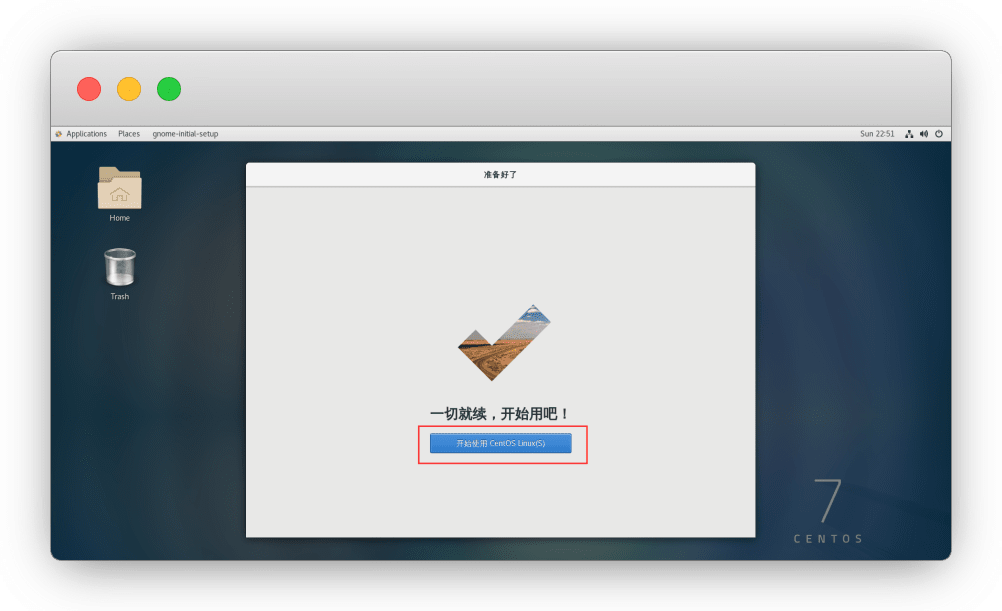 Applications Places gnome-initial-setup Sun 22:51
准备好了
Home
Trash
一切就绪，开始用吧！
开始使用 CentOS Linux(S)
7
CENTOS